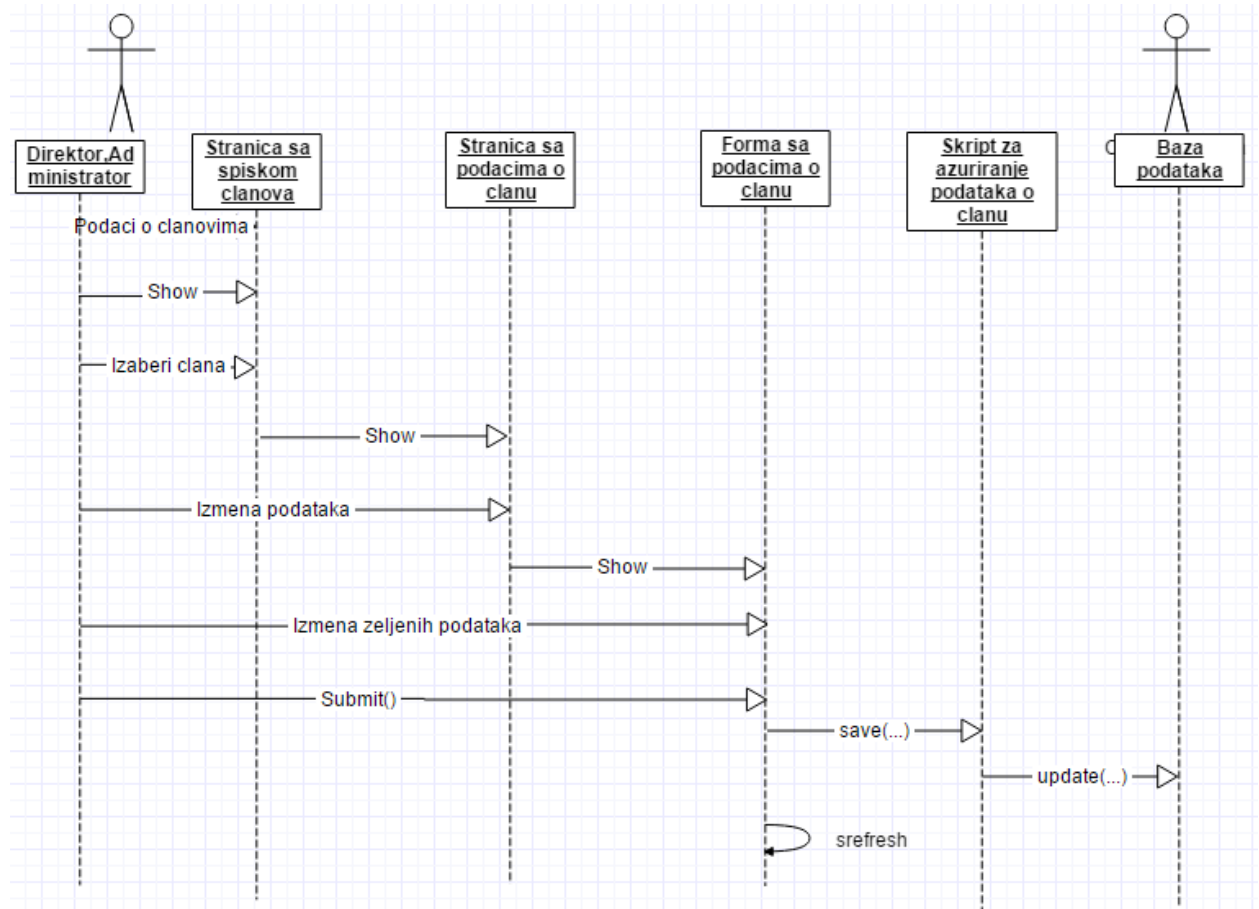 Direktor,Ad
ministrator
Stranica sa
spiskom
clanova
Stranica sa
podacima o
clanu
Forma sa
podacima o
clanu
Skript za
azuriranje
podataka o
clanu
Baza
podataka
Podaci o clanovima
Show
Izaberi clana
Show
Izmena podataka
Show
Izmena zeljenih podataka
Submit()
save(...)
update(...)
srefresh